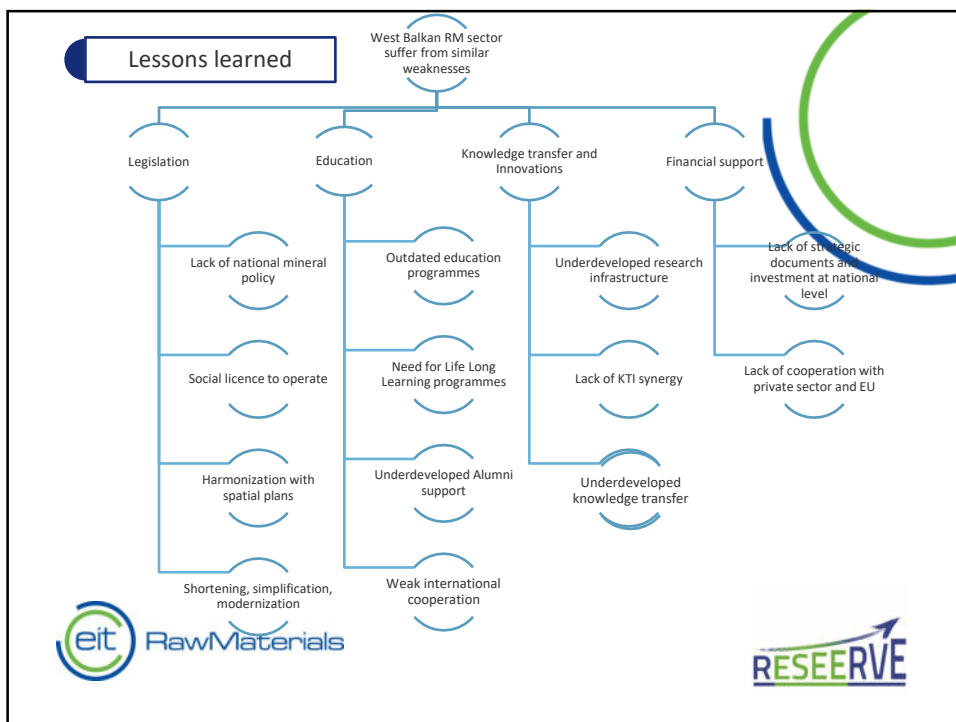 Lessons learned
West Balkan RM sector
suffer from similar
weaknesses
Legislation
Education
Knowledge transfer and
Innovations
Financial support
Lack of national mineral
policy
Social licence to operate
Harmonization with
spatial plans
Shortening, simplification,
modernization
Outdated education
programmes
Need for Life Long
Learning programmes
Underdeveloped Alumni
support
Weak international
cooperation
Underdeveloped research
infrastructure
Lack of KTI synergy
Underdeveloped
knowledge transfer
Lack of strategic
documents and
investment at national
level
Lack of cooperation with
private sector and EU
eit RawMaterials
RESEERVE